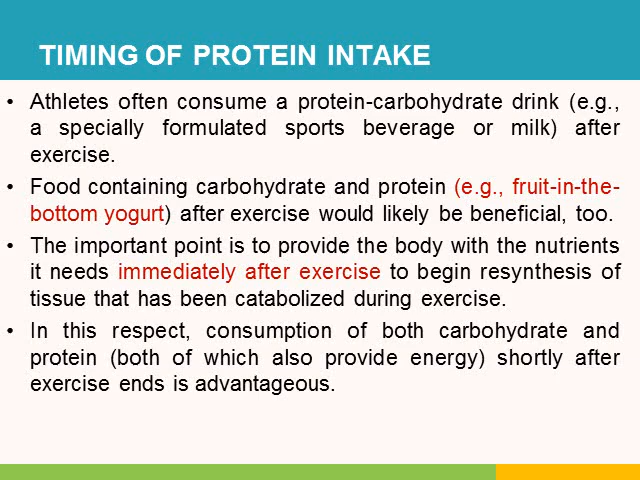 TIMING OF PROTEIN INTAKE
• Athletes often consume a protein-carbohydrate drink (e.g.,
a specially formulated sports beverage or milk) after
exercise.
• Food containing carbohydrate and protein (e.g., fruit-in-the-
bottom yogurt) after exercise would likely be beneficial, too.
• The important point is to provide the body with the nutrients
it needs immediately after exercise to begin resynthesis of
tissue that has been catabolized during exercise.
• In this respect, consumption of both carbohydrate and
protein (both of which also provide energy) shortly after
exercise ends is advantageous.